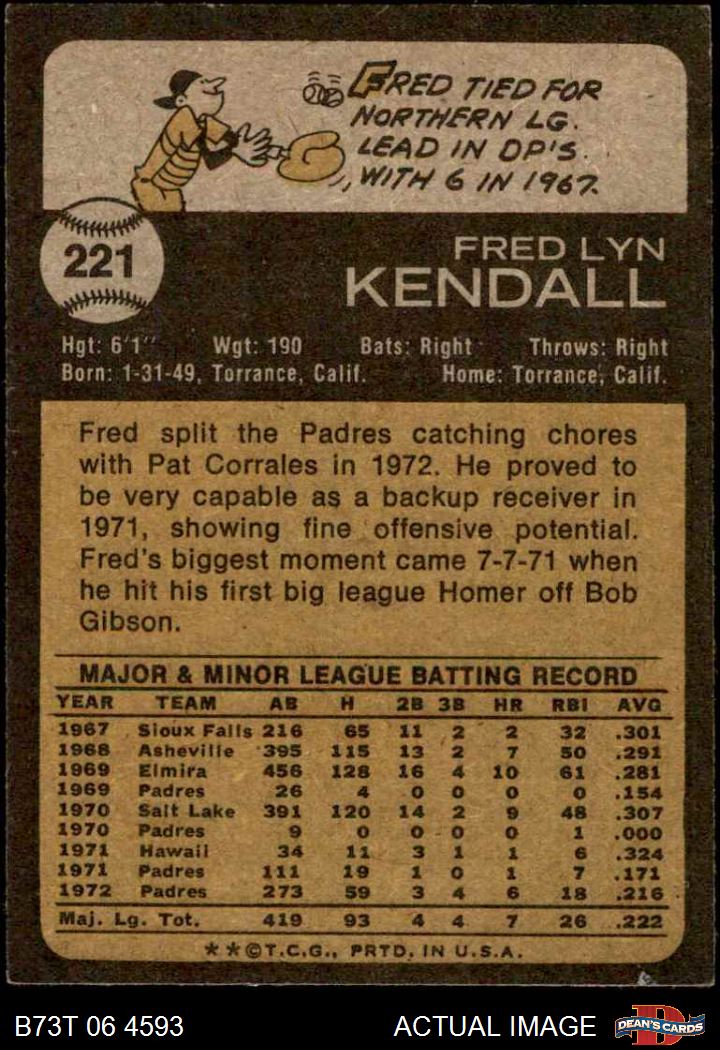 FRED TIED FOR
NORTHERN LG.
LEAD IN DP'S
WITH 6 IN 1967.
221
FRED LYN
KENDALL
Hgt: 6'1" Wgt: 190 Bats: Right Throws: Right
Born: 1-31-49, Torrance, Calif. Home: Torrance, Calif.
Fred split the Padres catching chores
with Pat Corrales in 1972. He proved to
be very capable as a backup receiver in
1971, showing fine offensive potential.
Fred's biggest moment came 7-7-71 when
he hit his first big league Homer off Bob
Gibson.
MAJOR & MINOR LEAGUE BATTING RECORD
YEAR TEAM AB H 2B 3B HR RBI AVG
1967 Sioux Falls 216 65 11 2 2 32 .301
1968 Asheville 395 115 13 2 7 50 .291
1969 Elmira 456 128 16 4 10 61 .281
1969 Padres 26 4 0 0 0 0 .154
1970 Salt Lake 391 120 14 2 9 48 .307
1970 Padres 9 0 0 0 0 1 .000
1971 Hawaii 34 11 3 1 1 6 .324
1971 Padres 111 19 1 0 1 7 .171
1972 Padres 273 59 3 4 6 18 .216
Maj. Lg. Tot. 419 93 4 4 7 26 .222
**©T.C.G., PRTD. IN U.S.A.
B73T 06 4593 ACTUAL IMAGE D DEAN'S CARDS